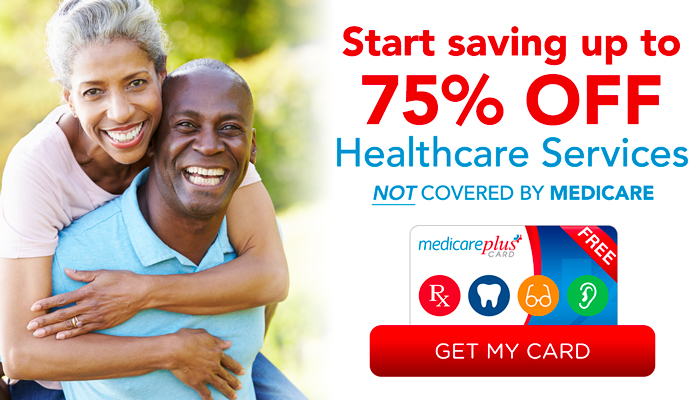 Start saving up to
75% OFF
Healthcare Services
NOT COVERED BY MEDICARE
medicareplus
CARD
FREE
Rx
GET MY CARD